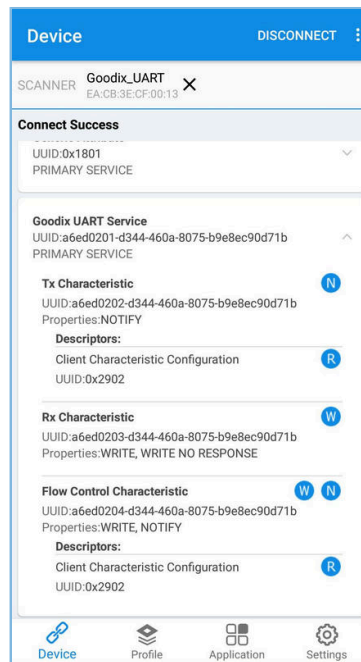 Device DISCONNECT
SCANNER Goodix_UART
EA:CB:3E:CF:00:13
Connect Success
UUID:0x1801
PRIMARY SERVICE
Goodix UART Service
UUID:a6ed0201-d344-460a-8075-b9e8ec90d71b
PRIMARY SERVICE
Tx Characteristic N
UUID:a6ed0202-d344-460a-8075-b9e8ec90d71b
Properties:NOTIFY
Descriptors:
Client Characteristic Configuration R
UUID:0x2902
Rx Characteristic W
UUID:a6ed0203-d344-460a-8075-b9e8ec90d71b
Properties:WRITE, WRITE NO RESPONSE
Flow Control Characteristic W N
UUID:a6ed0204-d344-460a-8075-b9e8ec90d71b
Properties:WRITE, NOTIFY
Descriptors:
Client Characteristic Configuration R
UUID:0x2902
Device Profile Application Settings